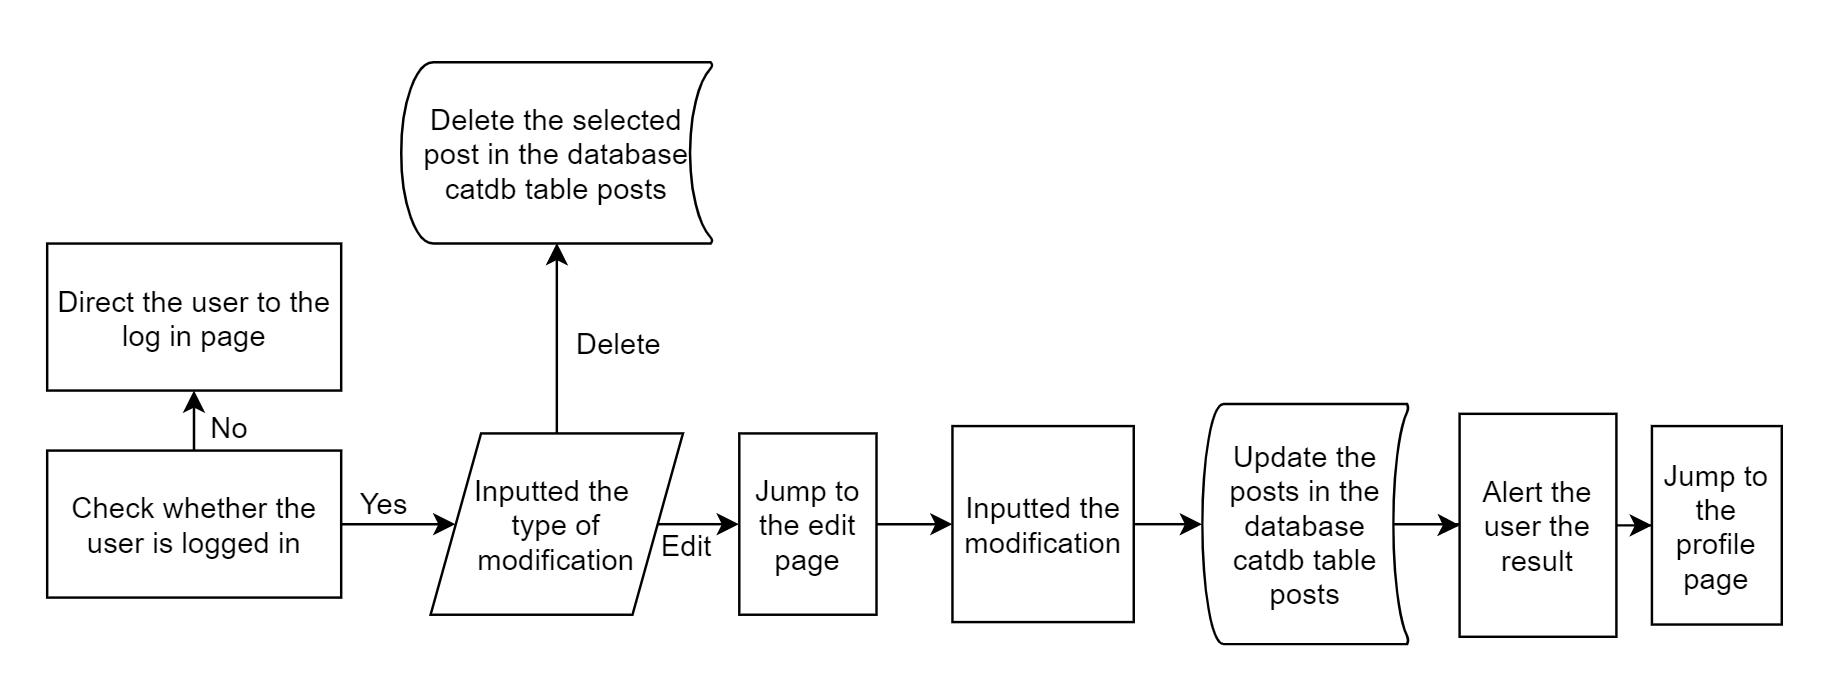 Delete the selected
post in the database
catdb table posts
Direct the user to the
log in page
Delete
No
Check whether the
user is logged in
Yes
Inputted the
type of
modification
Edit
Jump to
the edit
page
Inputted the
modification
Update the
posts in the
database
catdb table
posts
Alert the
user the
result
Jump to
the
profile
page